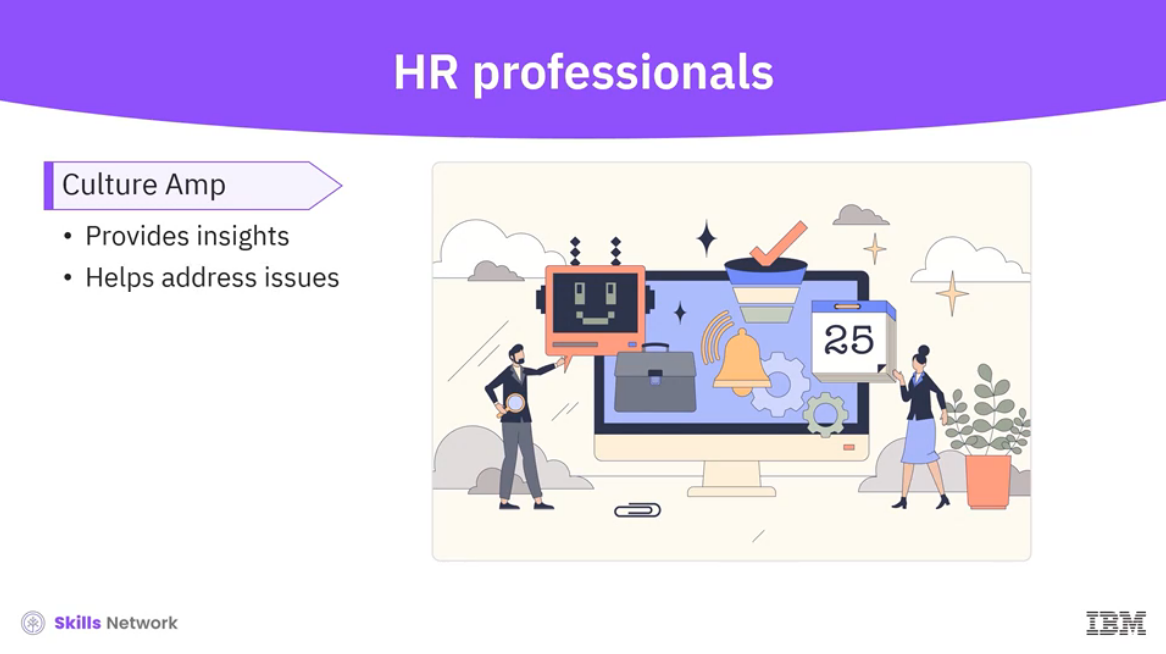 HR professionals
Culture Amp
• Provides insights
• Helps address issues
25
Skills Network
IBM